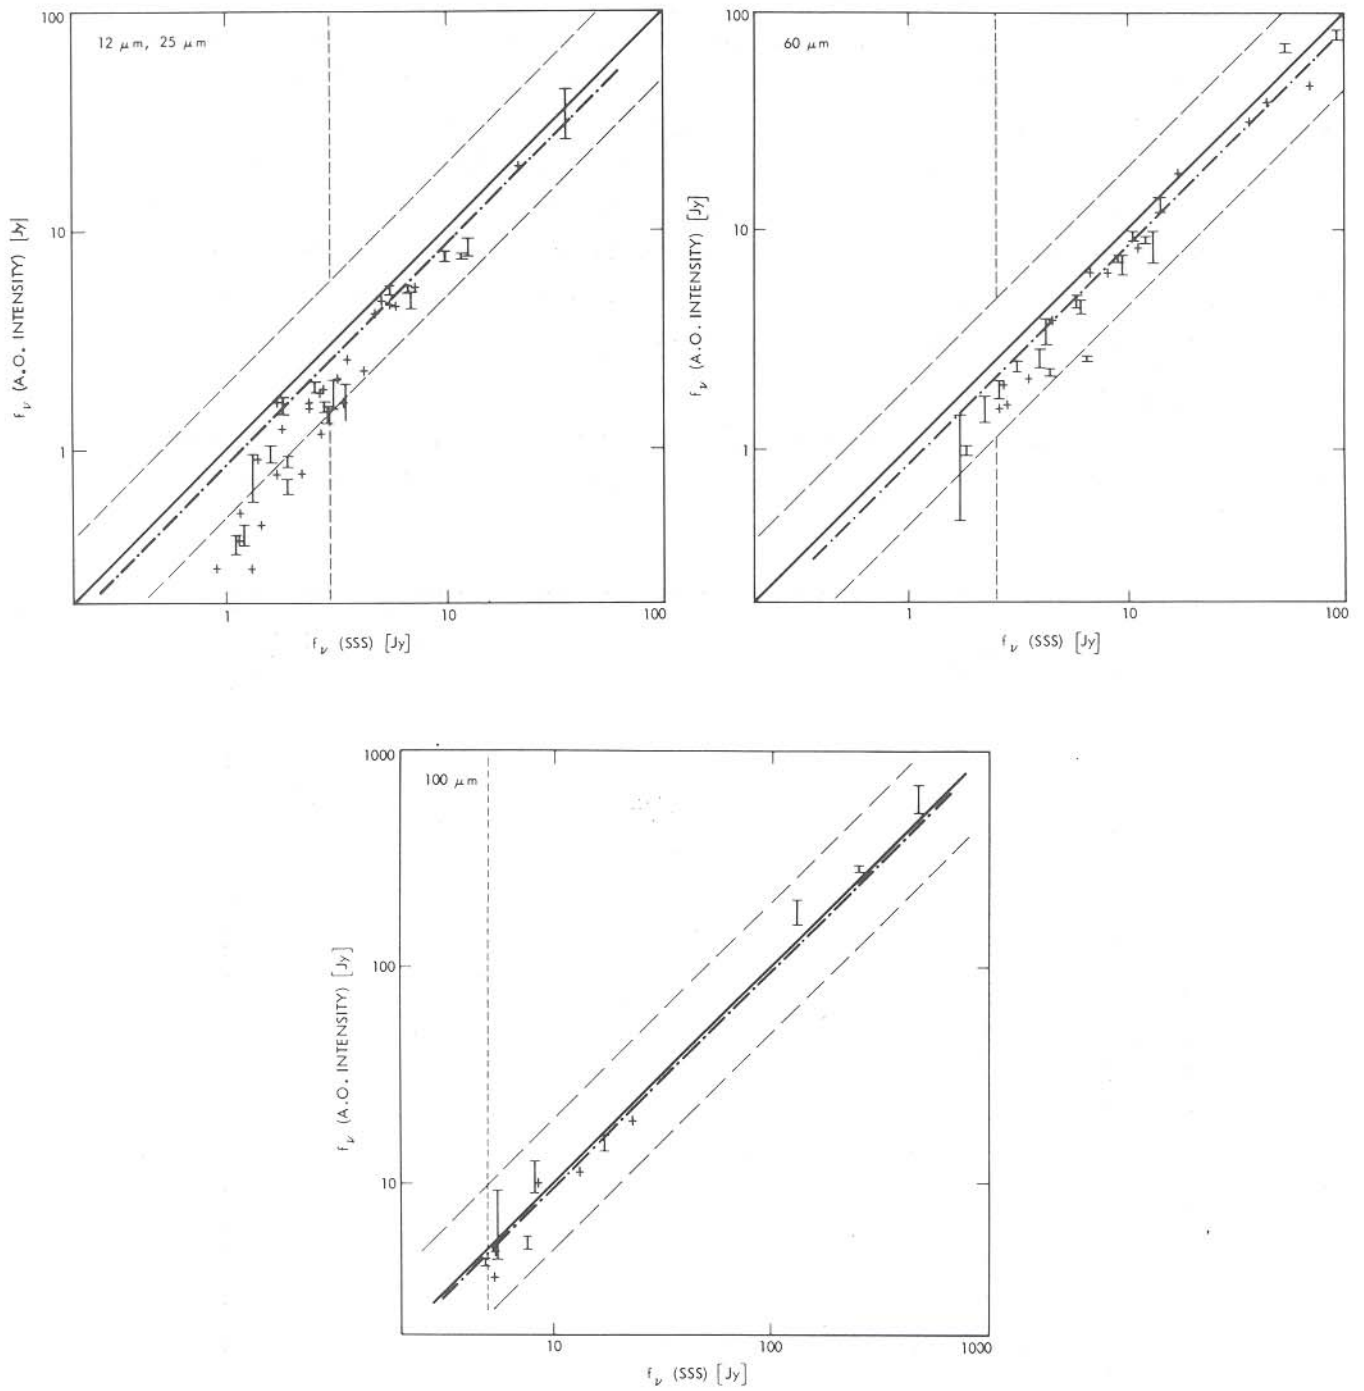 100
12 μm, 25 μm
10
1
f_ν (A.O. INTENSITY) [Jy]
1
10
100
f_ν (SSS) [Jy]
100
60 μm
10
1
f_ν (A.O. INTENSITY) [Jy]
1
10
100
f_ν (SSS) [Jy]
1000
100 μm
100
10
f_ν (A.O. INTENSITY) [Jy]
10
100
1000
f_ν (SSS) [Jy]